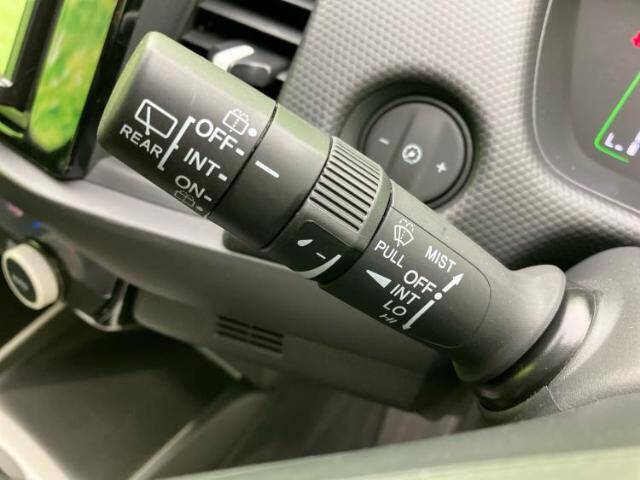 REAR
OFF
INT
ON
PULL
MIST
OFF
INT
LO
HI
- +